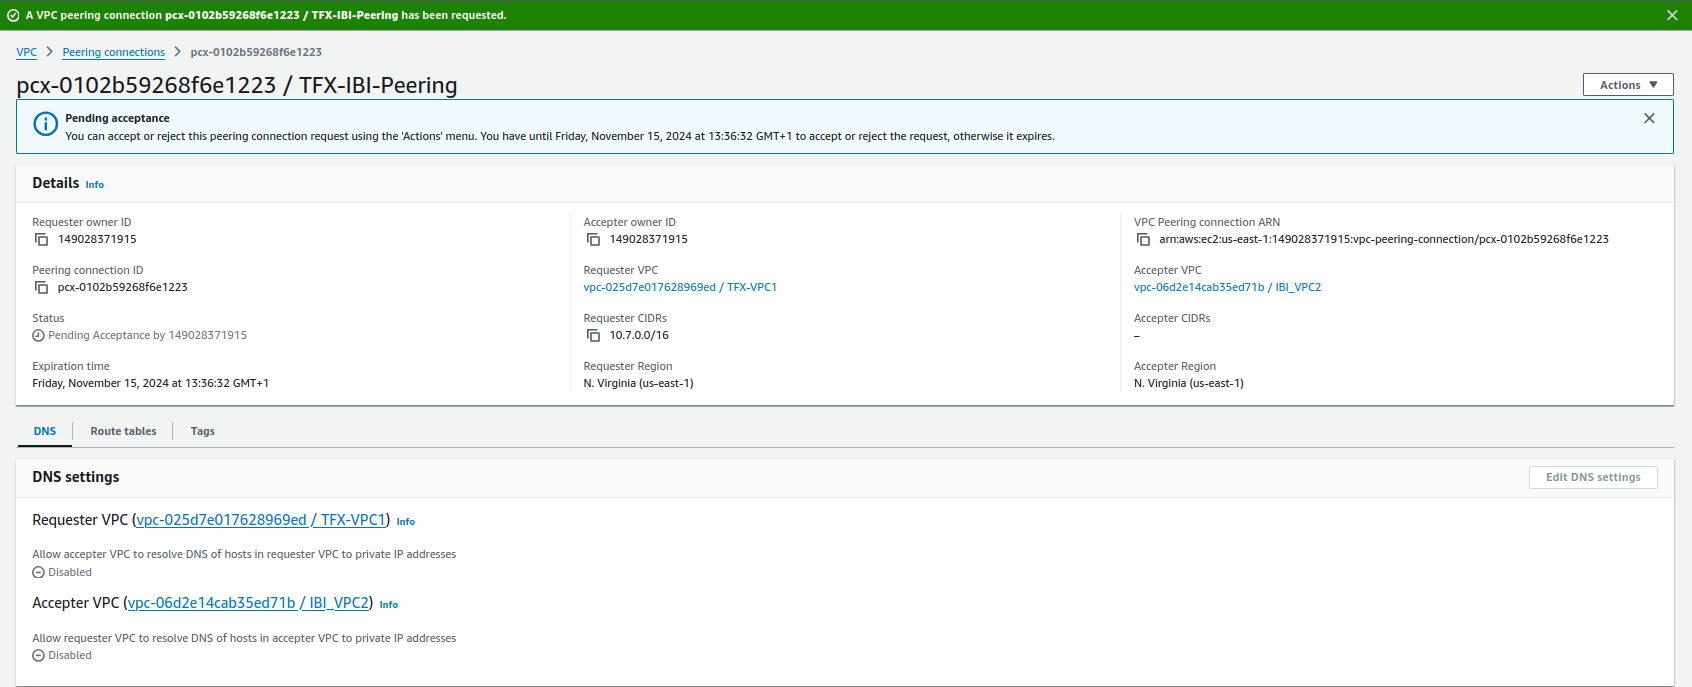 A VPC peering connection pcx-0102b59268f6e1223 / TFX-IBI-Peering has been requested.
VPC > Peering connections > pcx-0102b59268f6e1223
pcx-0102b59268f6e1223 / TFX-IBI-Peering
Actions
Pending acceptance
You can accept or reject this peering connection request using the 'Actions' menu. You have until Friday, November 15, 2024 at 13:36:32 GMT+1 to accept or reject the request, otherwise it expires.
Details Info
Requester owner ID
149028371915
Accepter owner ID
149028371915
VPC Peering connection ARN
arn:aws:ec2:us-east-1:149028371915:vpc-peering-connection/pcx-0102b59268f6e1223
Peering connection ID
pcx-0102b59268f6e1223
Requester VPC
vpc-025d7e017628969ed / TFX-VPC1
Accepter VPC
vpc-06d2e14cab35ed71b / IBI_VPC2
Status
Pending Acceptance by 149028371915
Requester CIDRs
10.7.0.0/16
Accepter CIDRs
–
Expiration time
Friday, November 15, 2024 at 13:36:32 GMT+1
Requester Region
N. Virginia (us-east-1)
Accepter Region
N. Virginia (us-east-1)
DNS
Route tables
Tags
DNS settings
Edit DNS settings
Requester VPC (vpc-025d7e017628969ed / TFX-VPC1) Info
Allow accepter VPC to resolve DNS of hosts in requester VPC to private IP addresses
Disabled
Accepter VPC (vpc-06d2e14cab35ed71b / IBI_VPC2) Info
Allow requester VPC to resolve DNS of hosts in accepter VPC to private IP addresses
Disabled